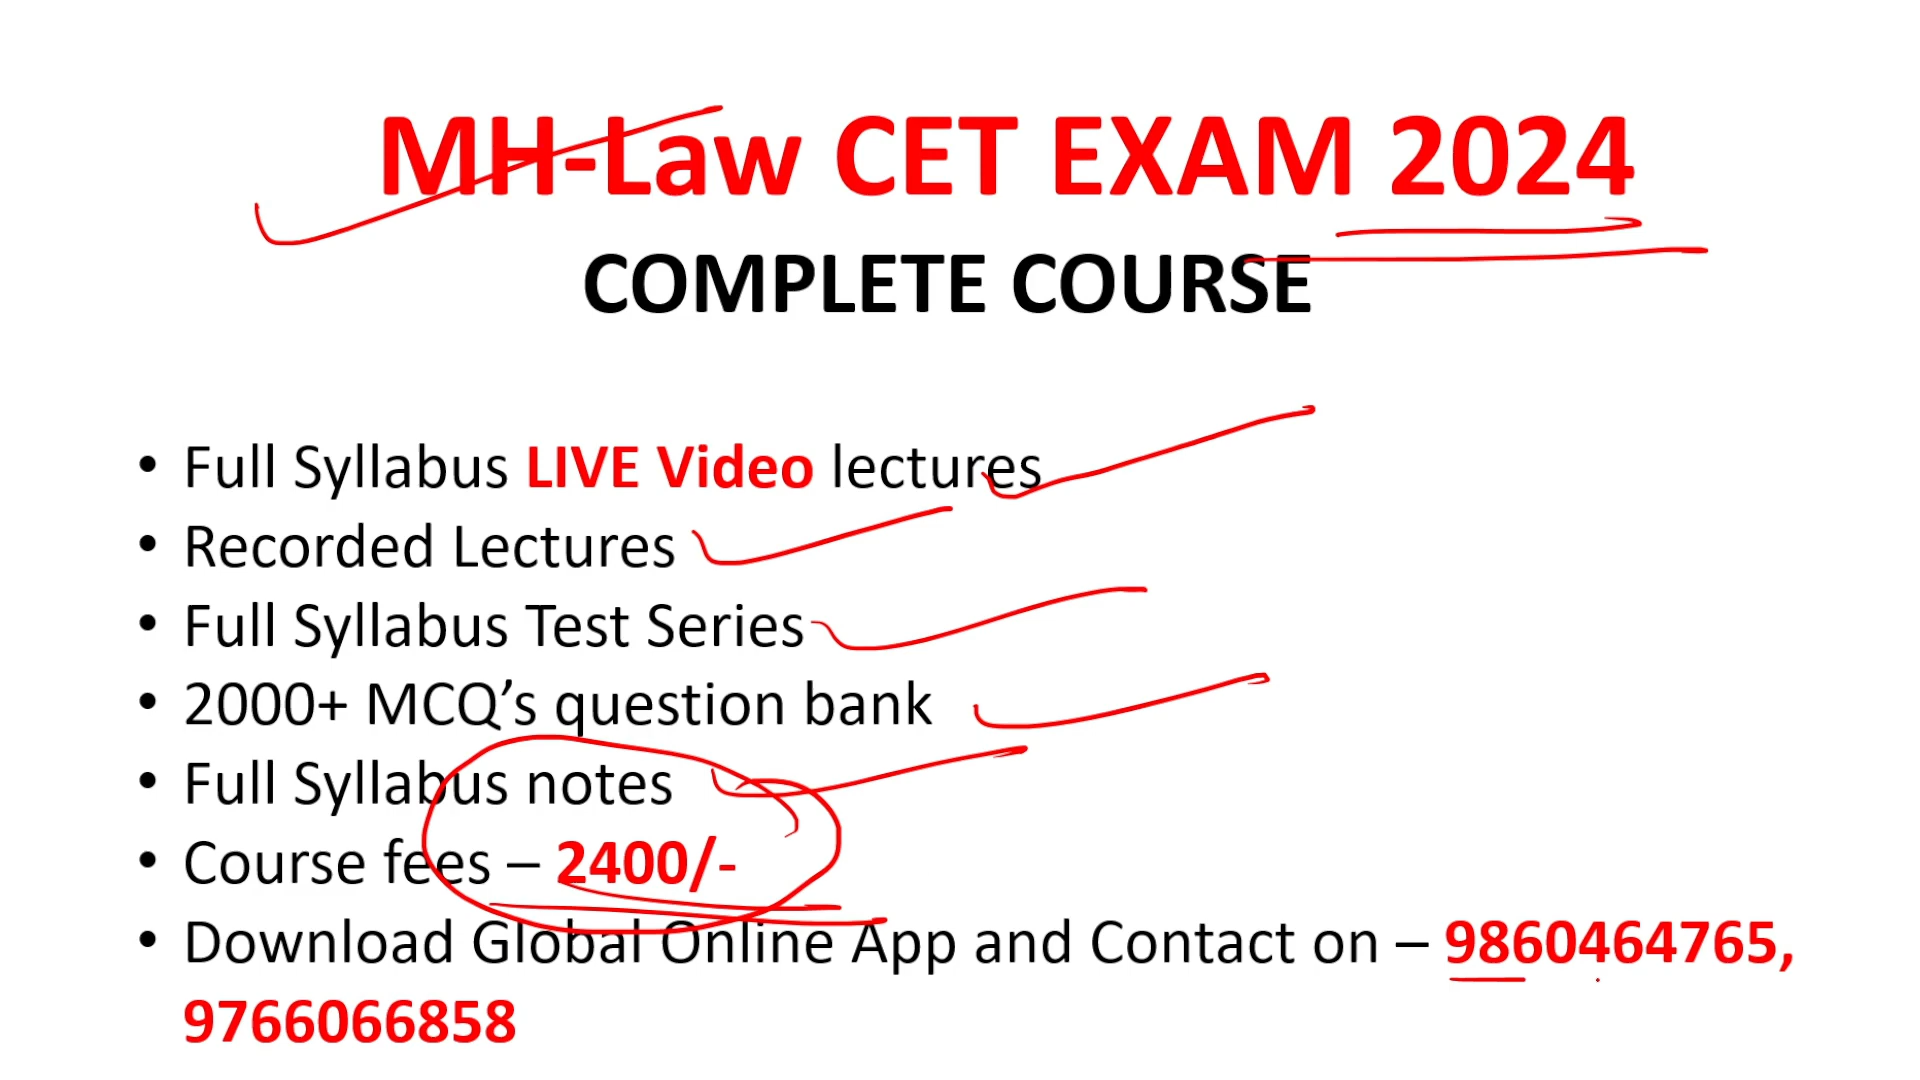 MH-Law CET EXAM 2024
COMPLETE COURSE
• Full Syllabus LIVE Video lectures
• Recorded Lectures
• Full Syllabus Test Series
• 2000+ MCQ’s question bank
• Full Syllabus notes
• Course fees – 2400/-
• Download Global Online App and Contact on – 9860464765,
9766066858